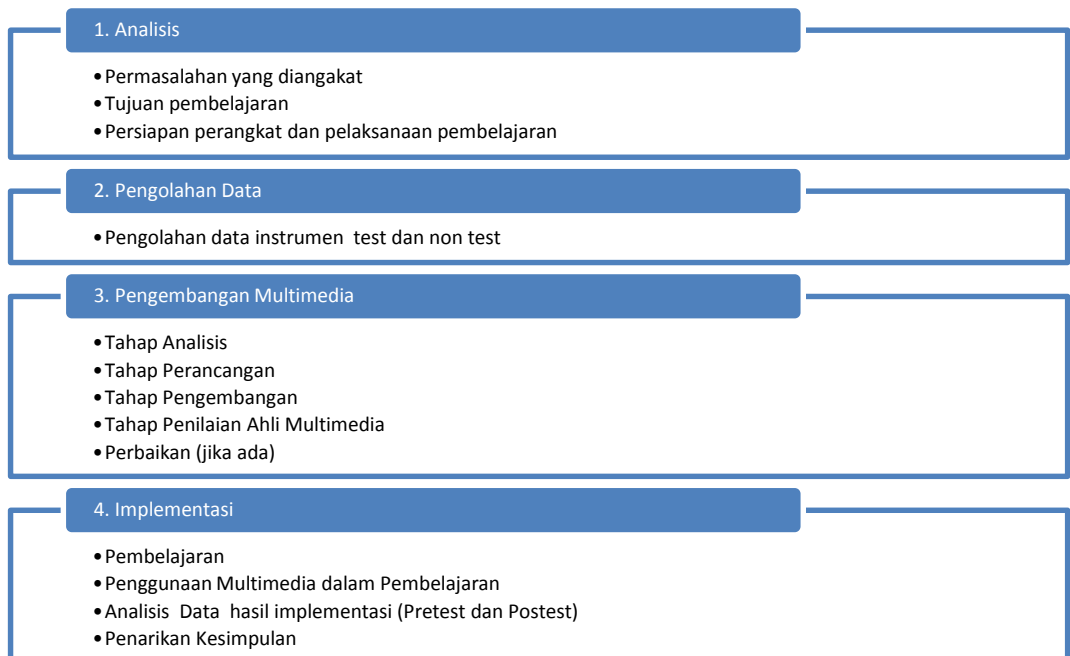 1. Analisis
•Permasalahan yang diangakat
•Tujuan pembelajaran
•Persiapan perangkat dan pelaksanaan pembelajaran
2. Pengolahan Data
•Pengolahan data instrumen test dan non test
3. Pengembangan Multimedia
•Tahap Analisis
•Tahap Perancangan
•Tahap Pengembangan
•Tahap Penilaian Ahli Multimedia
•Perbaikan (jika ada)
4. Implementasi
•Pembelajaran
•Penggunaan Multimedia dalam Pembelajaran
•Analisis Data hasil implementasi (Pretest dan Postest)
•Penarikan Kesimpulan